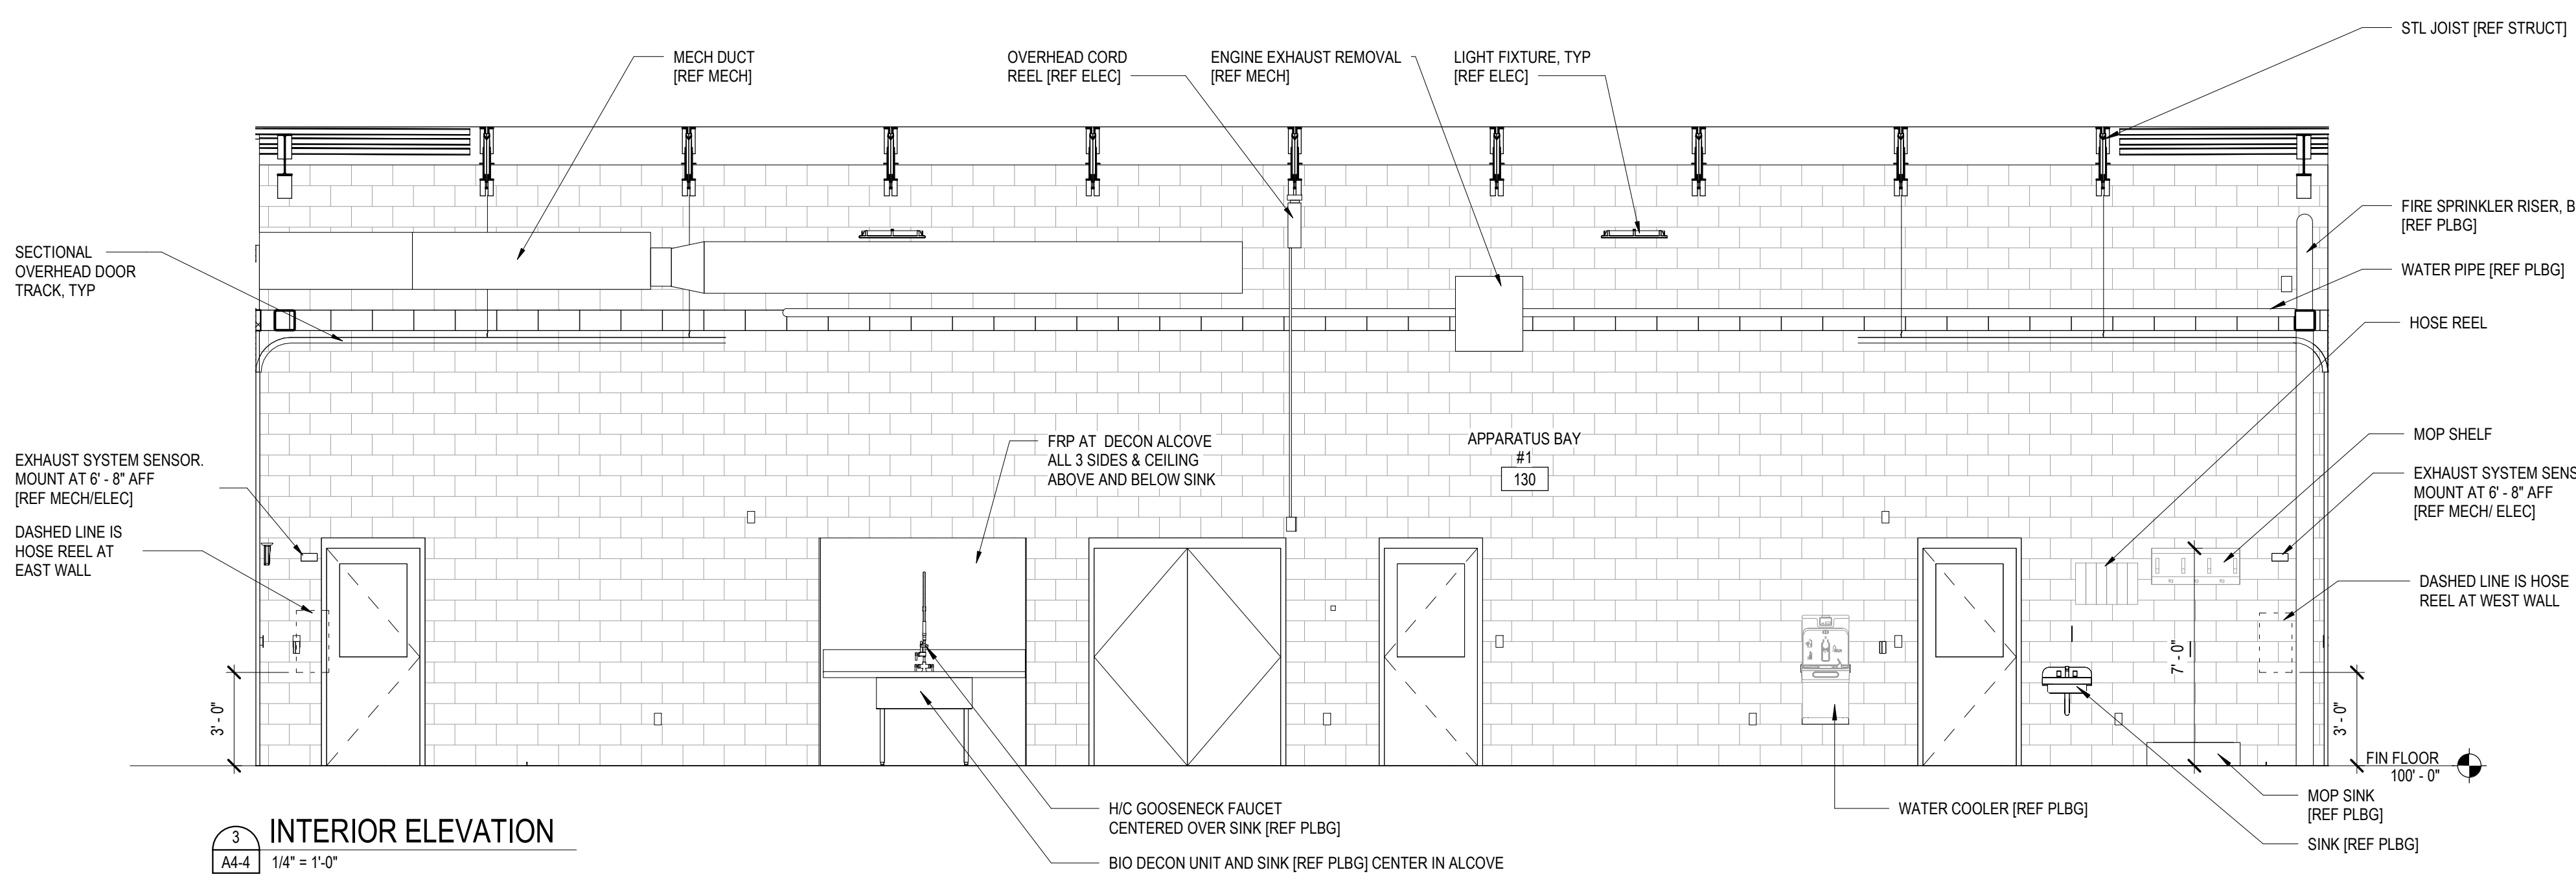 STL JOIST [REF STRUCT]
MECH DUCT
[REF MECH]
OVERHEAD CORD
REEL [REF ELEC]
ENGINE EXHAUST REMOVAL
[REF MECH]
LIGHT FIXTURE, TYP
[REF ELEC]
FIRE SPRINKLER RISER, B
[REF PLBG]
SECTIONAL
OVERHEAD DOOR
TRACK, TYP
WATER PIPE [REF PLBG]
HOSE REEL
EXHAUST SYSTEM SENSOR.
MOUNT AT 6' - 8" AFF
[REF MECH/ELEC]
FRP AT DECON ALCOVE
ALL 3 SIDES & CEILING
ABOVE AND BELOW SINK
APPARATUS BAY
#1
130
MOP SHELF
EXHAUST SYSTEM SENS
MOUNT AT 6' - 8" AFF
[REF MECH/ ELEC]
DASHED LINE IS
HOSE REEL AT
EAST WALL
DASHED LINE IS HOSE
REEL AT WEST WALL
3' - 0"
7' - 0"
3' - 0"
FIN FLOOR
100' - 0"
H/C GOOSENECK FAUCET
CENTERED OVER SINK [REF PLBG]
WATER COOLER [REF PLBG]
MOP SINK
[REF PLBG]
SINK [REF PLBG]
BIO DECON UNIT AND SINK [REF PLBG] CENTER IN ALCOVE
3
INTERIOR ELEVATION
A4-4
1/4" = 1'-0"